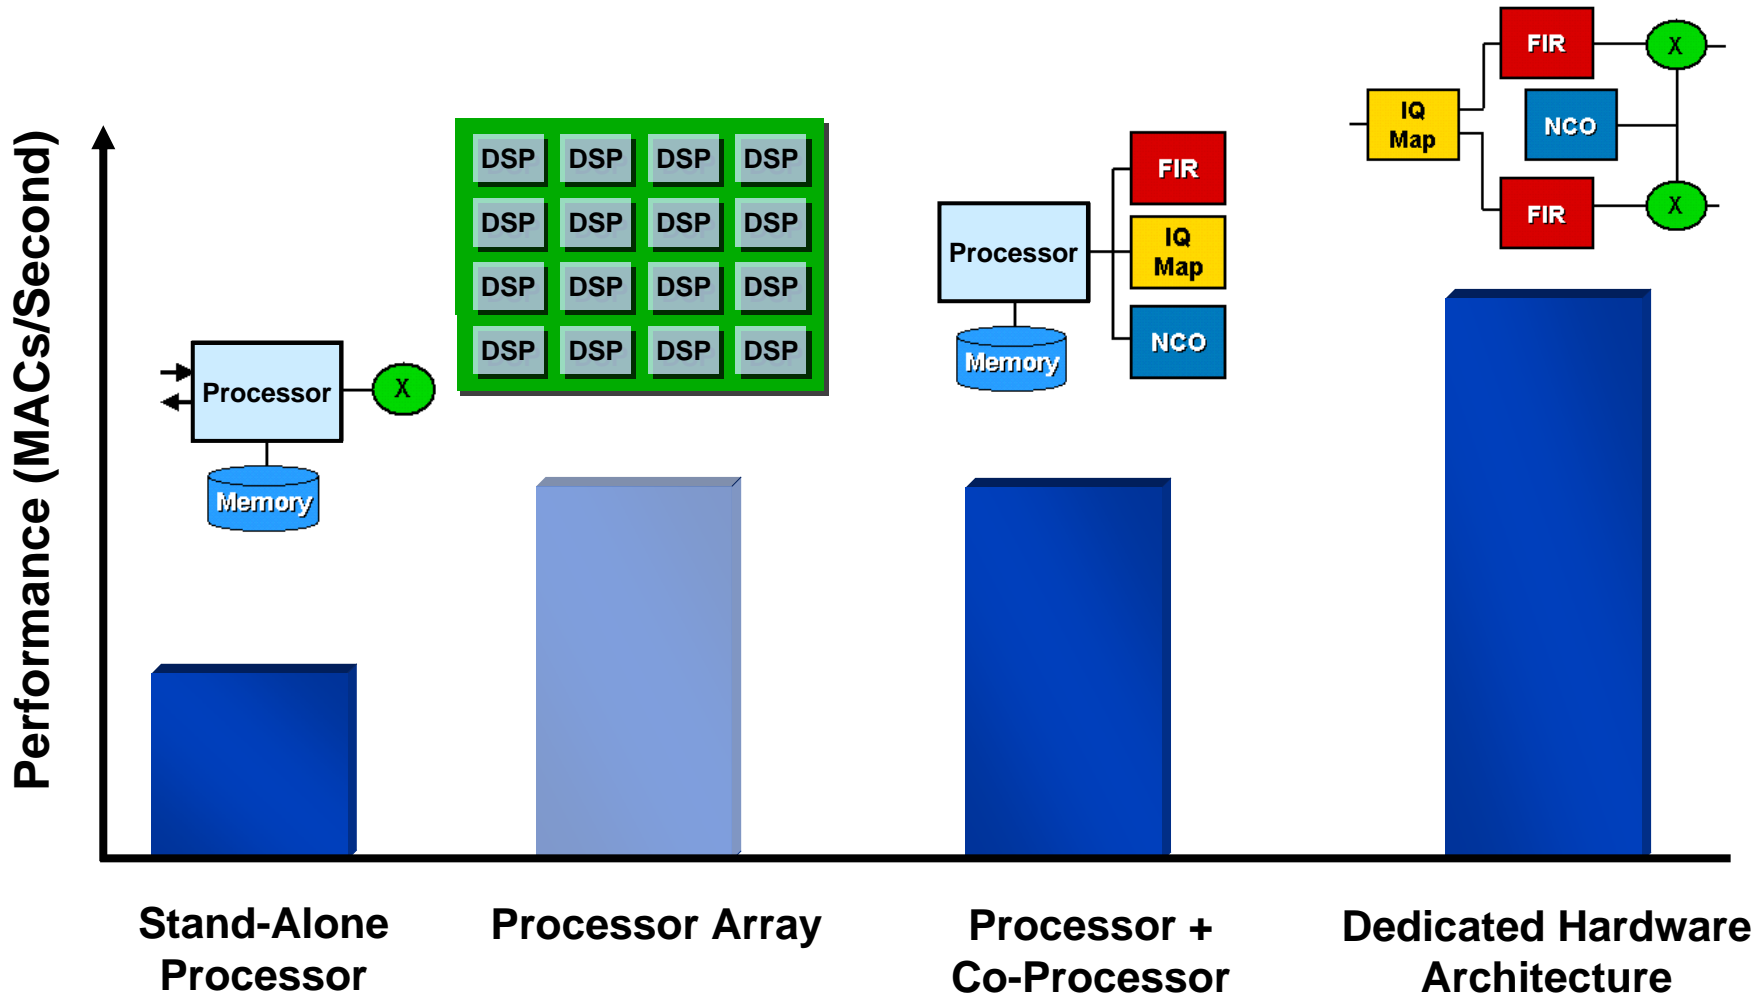 Performance (MACs/Second)
Processor
X
Memory
DSP DSP DSP DSP
DSP DSP DSP DSP
DSP DSP DSP DSP
DSP DSP DSP DSP
Processor
Memory
FIR
IQ
Map
NCO
IQ
Map
FIR
X
NCO
FIR
X
Stand-Alone
Processor
Processor Array
Processor +
Co-Processor
Dedicated Hardware
Architecture